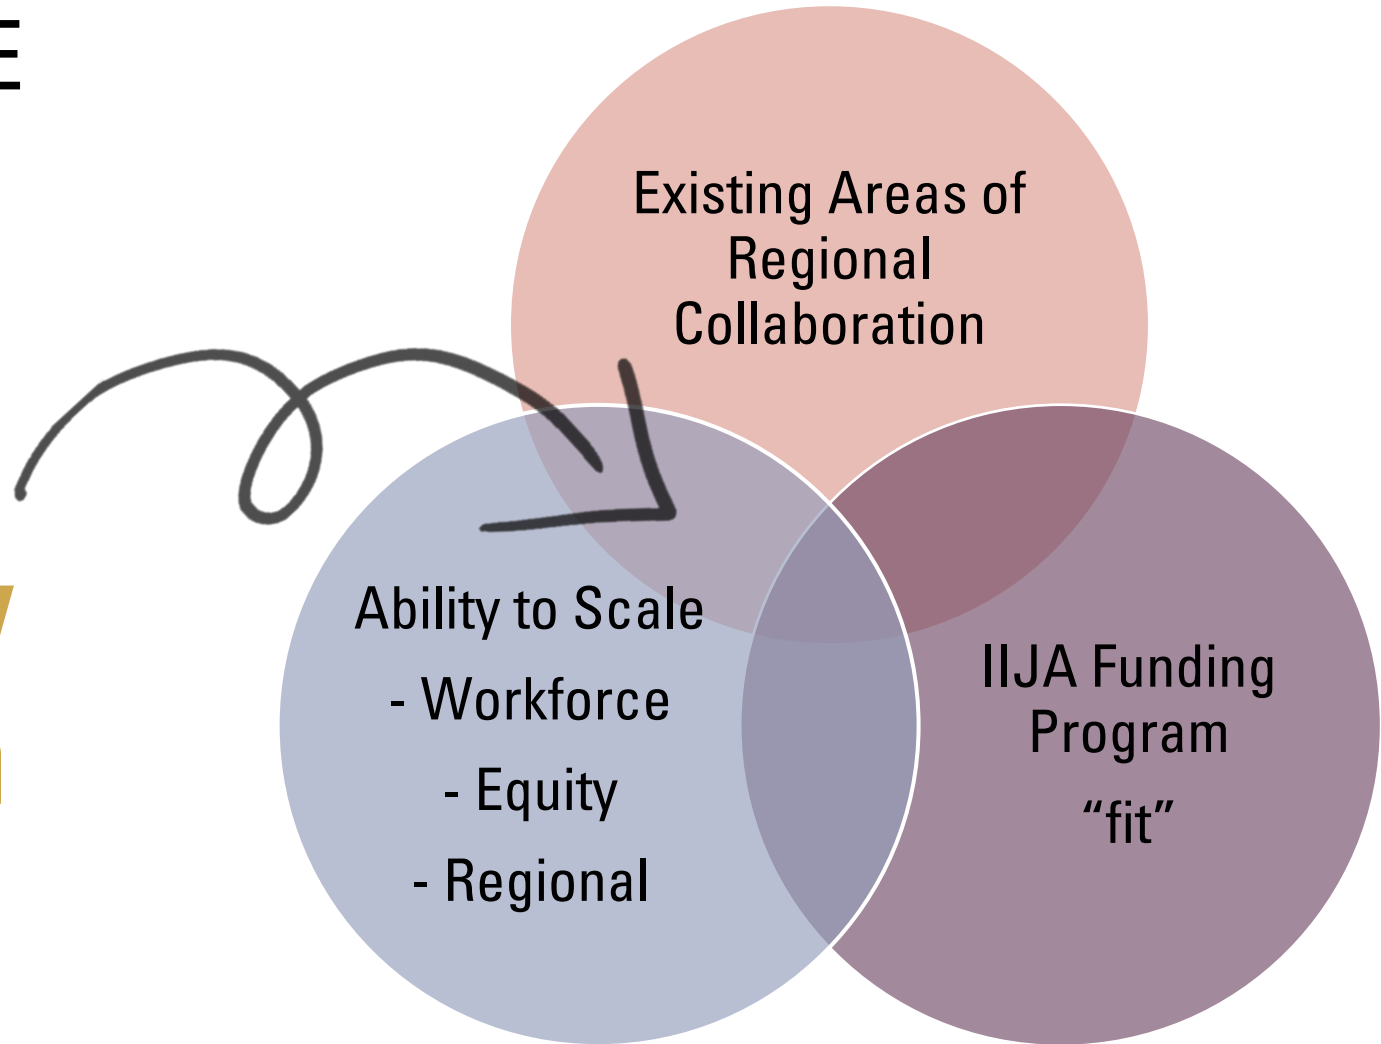 E
Existing Areas of
Regional
Collaboration
Ability to Scale
- Workforce
- Equity
- Regional
IIJA Funding
Program
“fit”